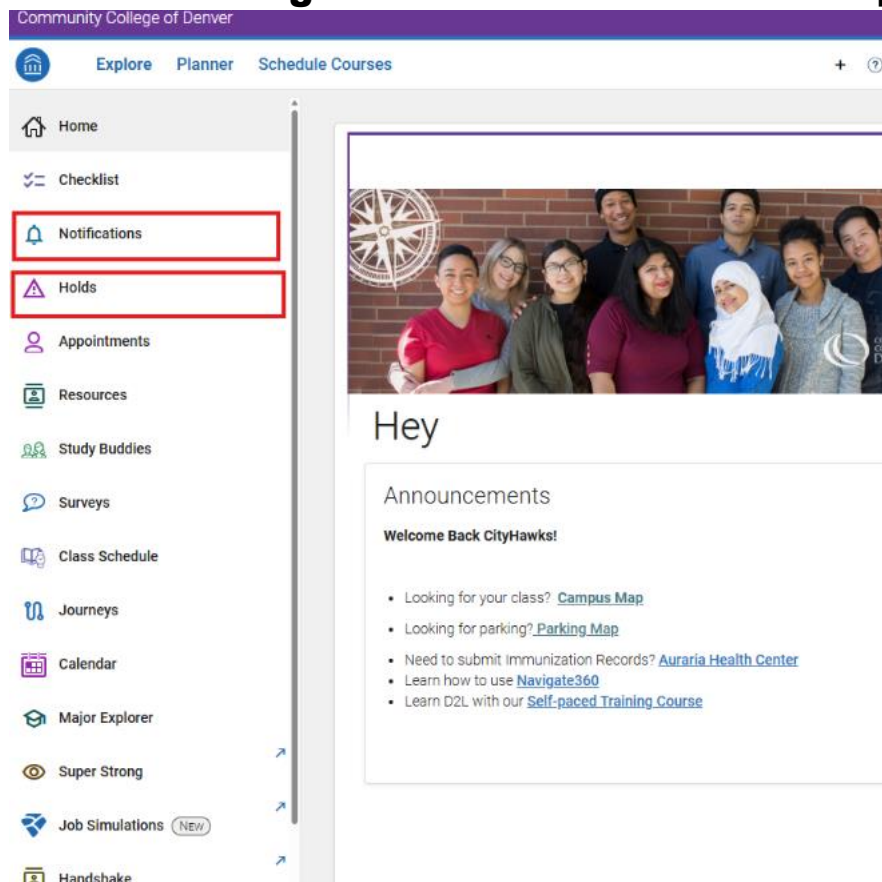 Community College of Denver
Explore Planner Schedule Courses
Home
Checklist
Notifications
Holds
Appointments
Resources
Study Buddies
Surveys
Class Schedule
Journeys
Calendar
Major Explorer
Super Strong
Job Simulations NEW
Handshake
Hey
Announcements
Welcome Back CityHawks!
• Looking for your class? Campus Map
• Looking for parking? Parking Map
• Need to submit Immunization Records? Auraria Health Center
• Learn how to use Navigate360
• Learn D2L with our Self-paced Training Course